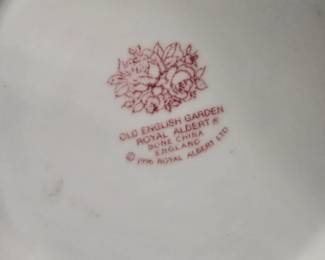 OLD ENGLISH GARDEN
ROYAL ALBERT®
BONE CHINA
ENGLAND
© 1996 ROYAL ALBERT LTD